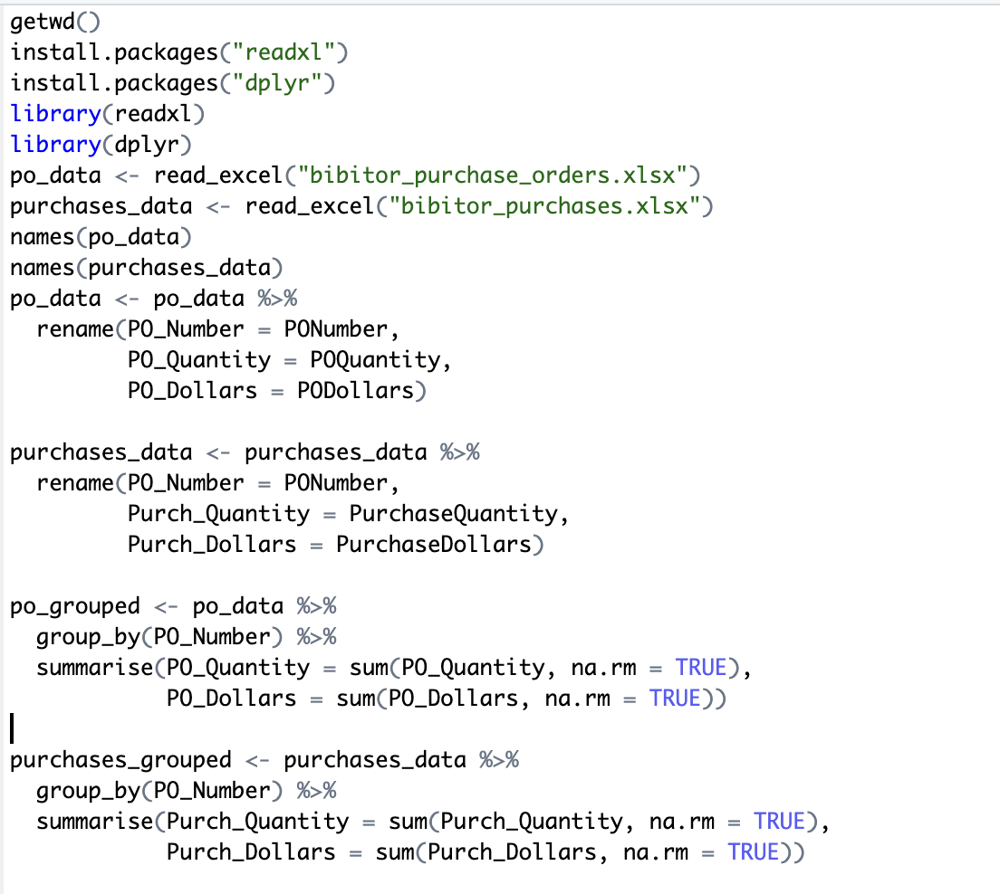 getwd()
install.packages("readxl")
install.packages("dplyr")
library(readxl)
library(dplyr)
po_data <- read_excel("bibitor_purchase_orders.xlsx")
purchases_data <- read_excel("bibitor_purchases.xlsx")
names(po_data)
names(purchases_data)
po_data <- po_data %>%
  rename(PO_Number = PONumber,
         PO_Quantity = POQuantity,
         PO_Dollars = PODollars)

purchases_data <- purchases_data %>%
  rename(PO_Number = PONumber,
         Purch_Quantity = PurchaseQuantity,
         Purch_Dollars = PurchaseDollars)

po_grouped <- po_data %>%
  group_by(PO_Number) %>%
  summarise(PO_Quantity = sum(PO_Quantity, na.rm = TRUE),
            PO_Dollars = sum(PO_Dollars, na.rm = TRUE))

purchases_grouped <- purchases_data %>%
  group_by(PO_Number) %>%
  summarise(Purch_Quantity = sum(Purch_Quantity, na.rm = TRUE),
            Purch_Dollars = sum(Purch_Dollars, na.rm = TRUE))